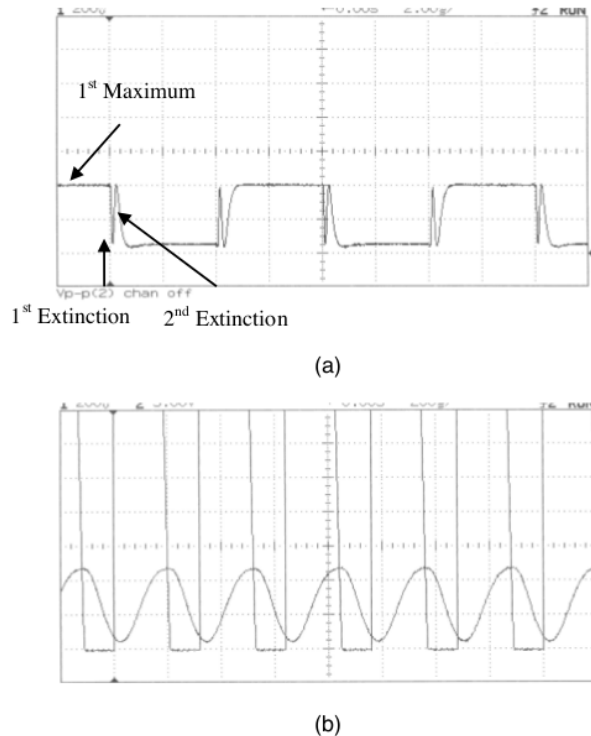 1st Maximum
Vp-p(2) chan off
1st Extinction
2nd Extinction
(a)
(b)